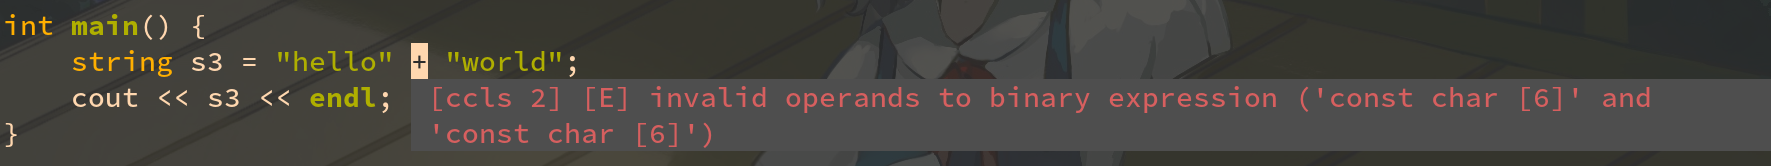 int main() {
    string s3 = "hello" + "world";
    cout << s3 << endl;
[ccls 2] [E] invalid operands to binary expression ('const char [6]' and
'const char [6]')
}